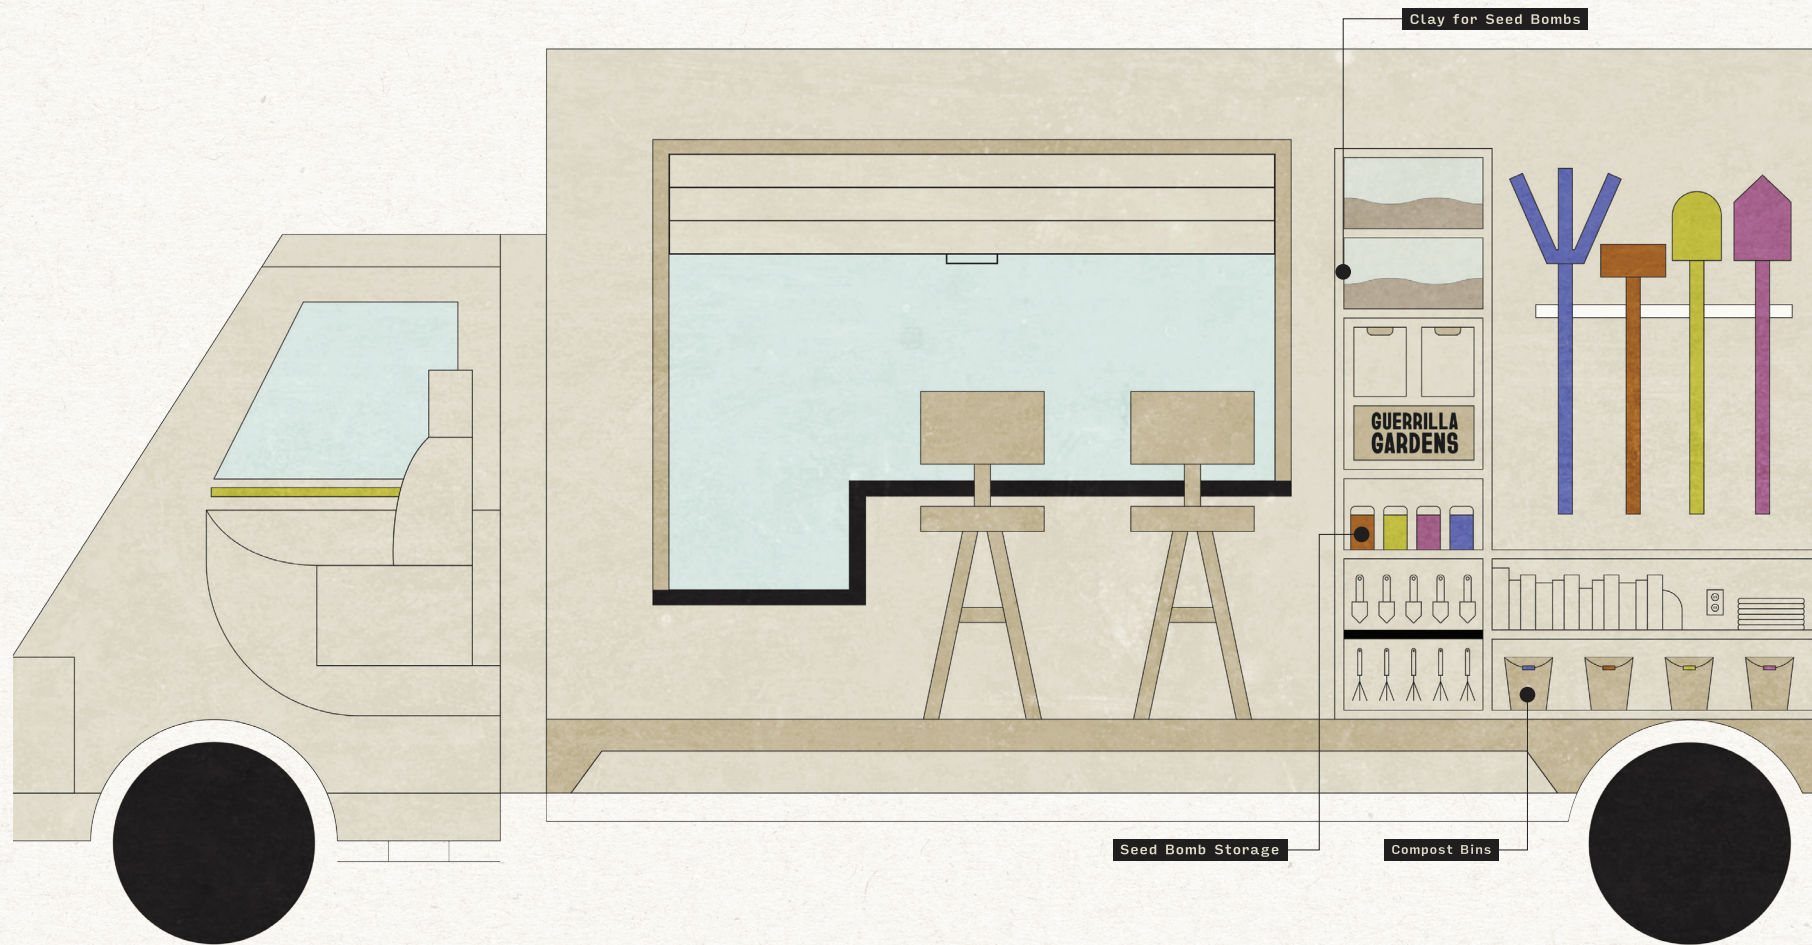 Clay for Seed Bombs
GUERRILLA
GARDENS
Seed Bomb Storage
Compost Bins